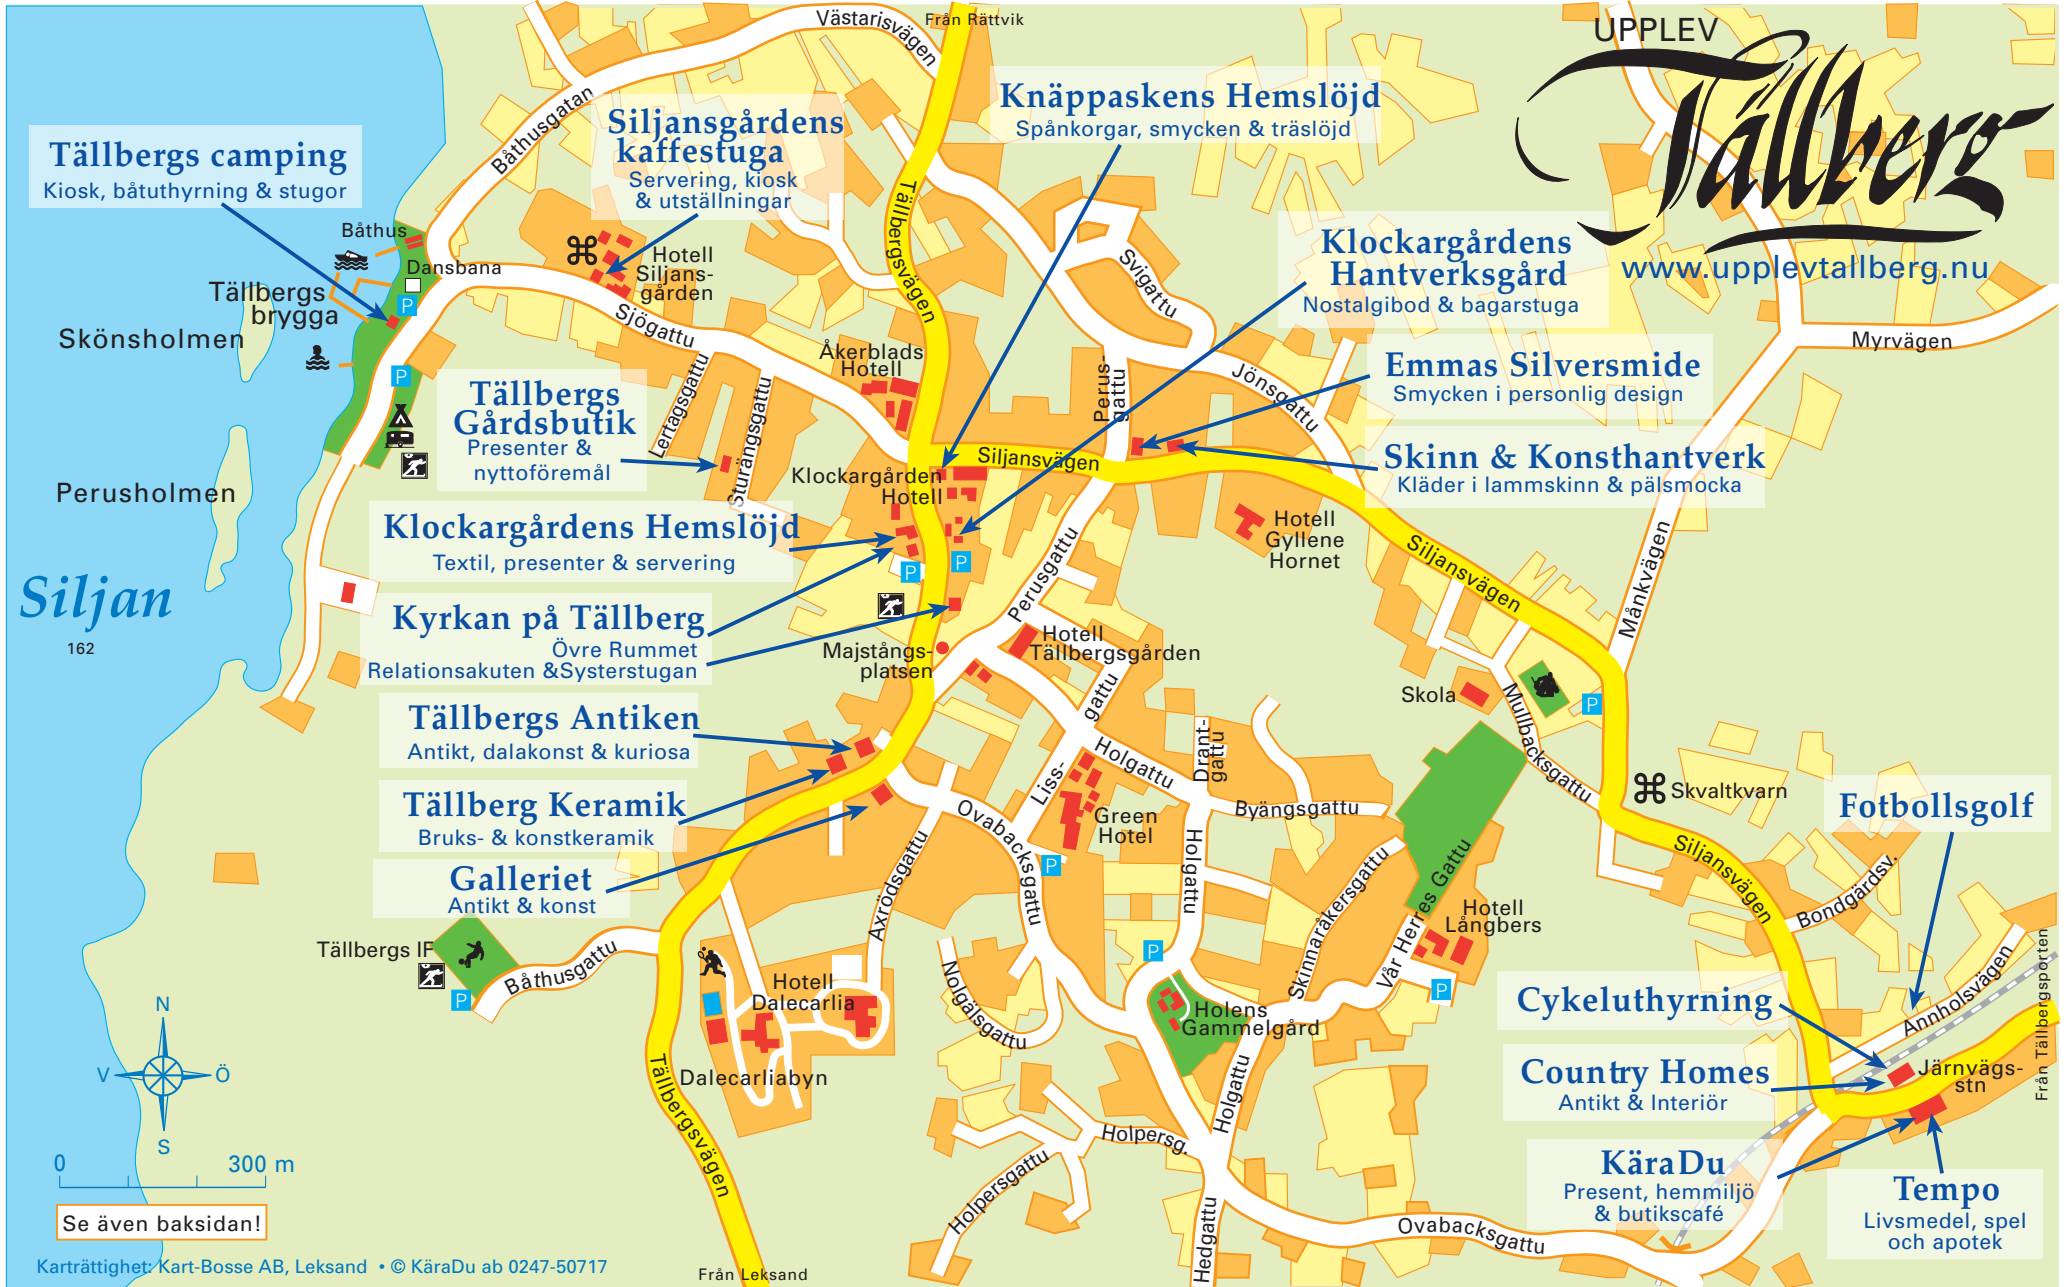 UPPLEV
Tällberg
www.upplevtallberg.nu
Från Rättvik
Västarisvägen
Båthusgatan
Tällbergs camping
Kiosk, båtuthyrning & stugor
Siljansgårdens
kaffestuga
Servering, kiosk
& utställningar
Knäppaskens Hemslöjd
Spånkorgar, smycken & träslöjd
Klockargårdens
Hantverksgård
Nostalgibod & bagarstuga
Emmas Silversmide
Smycken i personlig design
Skinn & Konsthantverk
Kläder i lammskinn & pälsmocka
Båthus
Dansbana
Tällbergs
brygga
Skönsholmen
P
P
Hotell
Siljans-
gården
Sjögattu
Tällbergsvägen
Svigattu
Myrvägen
Åkerblads
Hotell
Lertagsgattu
Sturängsgattu
Perus-
gattu
Jönsgattu
Tällbergs
Gårdsbutik
Presenter &
nyttoföremål
Perusholmen
Siljansvägen
Klockargården
Hotell
Klockargårdens Hemslöjd
Textil, presenter & servering
Hotell
Gyllene
Hornet
Siljansvägen
Månkvägen
P
P
Perusgattu
Siljan
162
Kyrkan på Tällberg
Övre Rummet
Relationsakuten &Systerstugan
Majstångs-
platsen
Hotell
Tällbergsgården
Skola
Mullbacksgattu
P
Tällbergs Antiken
Antikt, dalakonst & kuriosa
Liss-
gattu
Holgattu
Drant-
gattu
Byängsgattu
Skvaltkvarn
Fotbollsgolf
Tällberg Keramik
Bruks- & konstkeramik
Ovabacksgattu
Green
Hotel
P
Holgattu
Siljansvägen
Bondgärdsv.
Galleriet
Antikt & konst
Axrödsgattu
Skinnaråkersgattu
Vår Herres Gattu
Hotell
Långbers
P
Tällbergs IF
P
Båthusgattu
Hotell
Dalecarlia
Dalecarliabyn
Nolgälsgattu
P
Holens
Gammelgård
Annholsvägen
Från Tällbergsporten
Cykeluthyrning
Country Homes
Antikt & Interiör
Järnvägs-
stn
N
V
Ö
S
Tällbergsvägen
Holgattu
Holpersg.
Holpersgattu
Hedgattu
Ovabacksgattu
KäraDu
Present, hemmiljö
& butikscafé
Tempo
Livsmedel, spel
och apotek
0
300 m
Se även baksidan!
Karträttighet: Kart-Bosse AB, Leksand • © KäraDu ab 0247-50717
Från Leksand